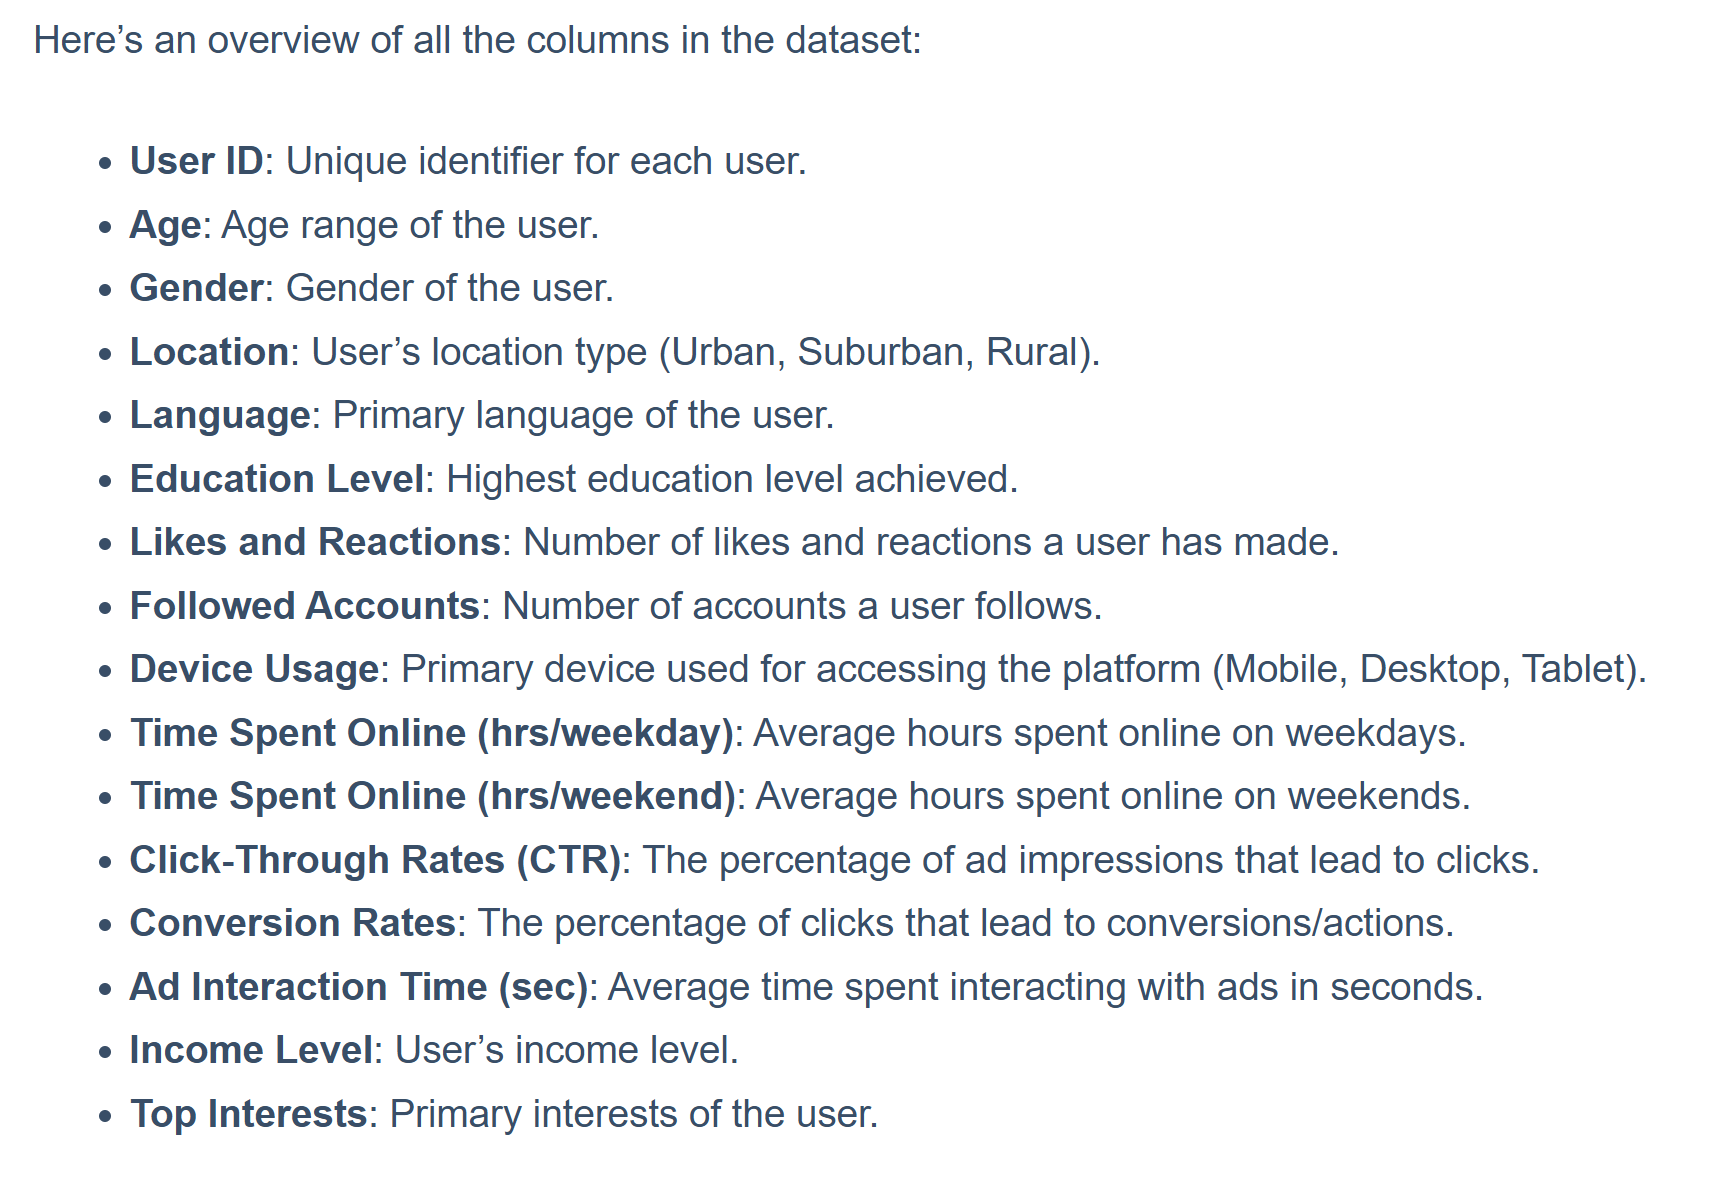 Here’s an overview of all the columns in the dataset:
• User ID: Unique identifier for each user.
• Age: Age range of the user.
• Gender: Gender of the user.
• Location: User’s location type (Urban, Suburban, Rural).
• Language: Primary language of the user.
• Education Level: Highest education level achieved.
• Likes and Reactions: Number of likes and reactions a user has made.
• Followed Accounts: Number of accounts a user follows.
• Device Usage: Primary device used for accessing the platform (Mobile, Desktop, Tablet).
• Time Spent Online (hrs/weekday): Average hours spent online on weekdays.
• Time Spent Online (hrs/weekend): Average hours spent online on weekends.
• Click-Through Rates (CTR): The percentage of ad impressions that lead to clicks.
• Conversion Rates: The percentage of clicks that lead to conversions/actions.
• Ad Interaction Time (sec): Average time spent interacting with ads in seconds.
• Income Level: User’s income level.
• Top Interests: Primary interests of the user.